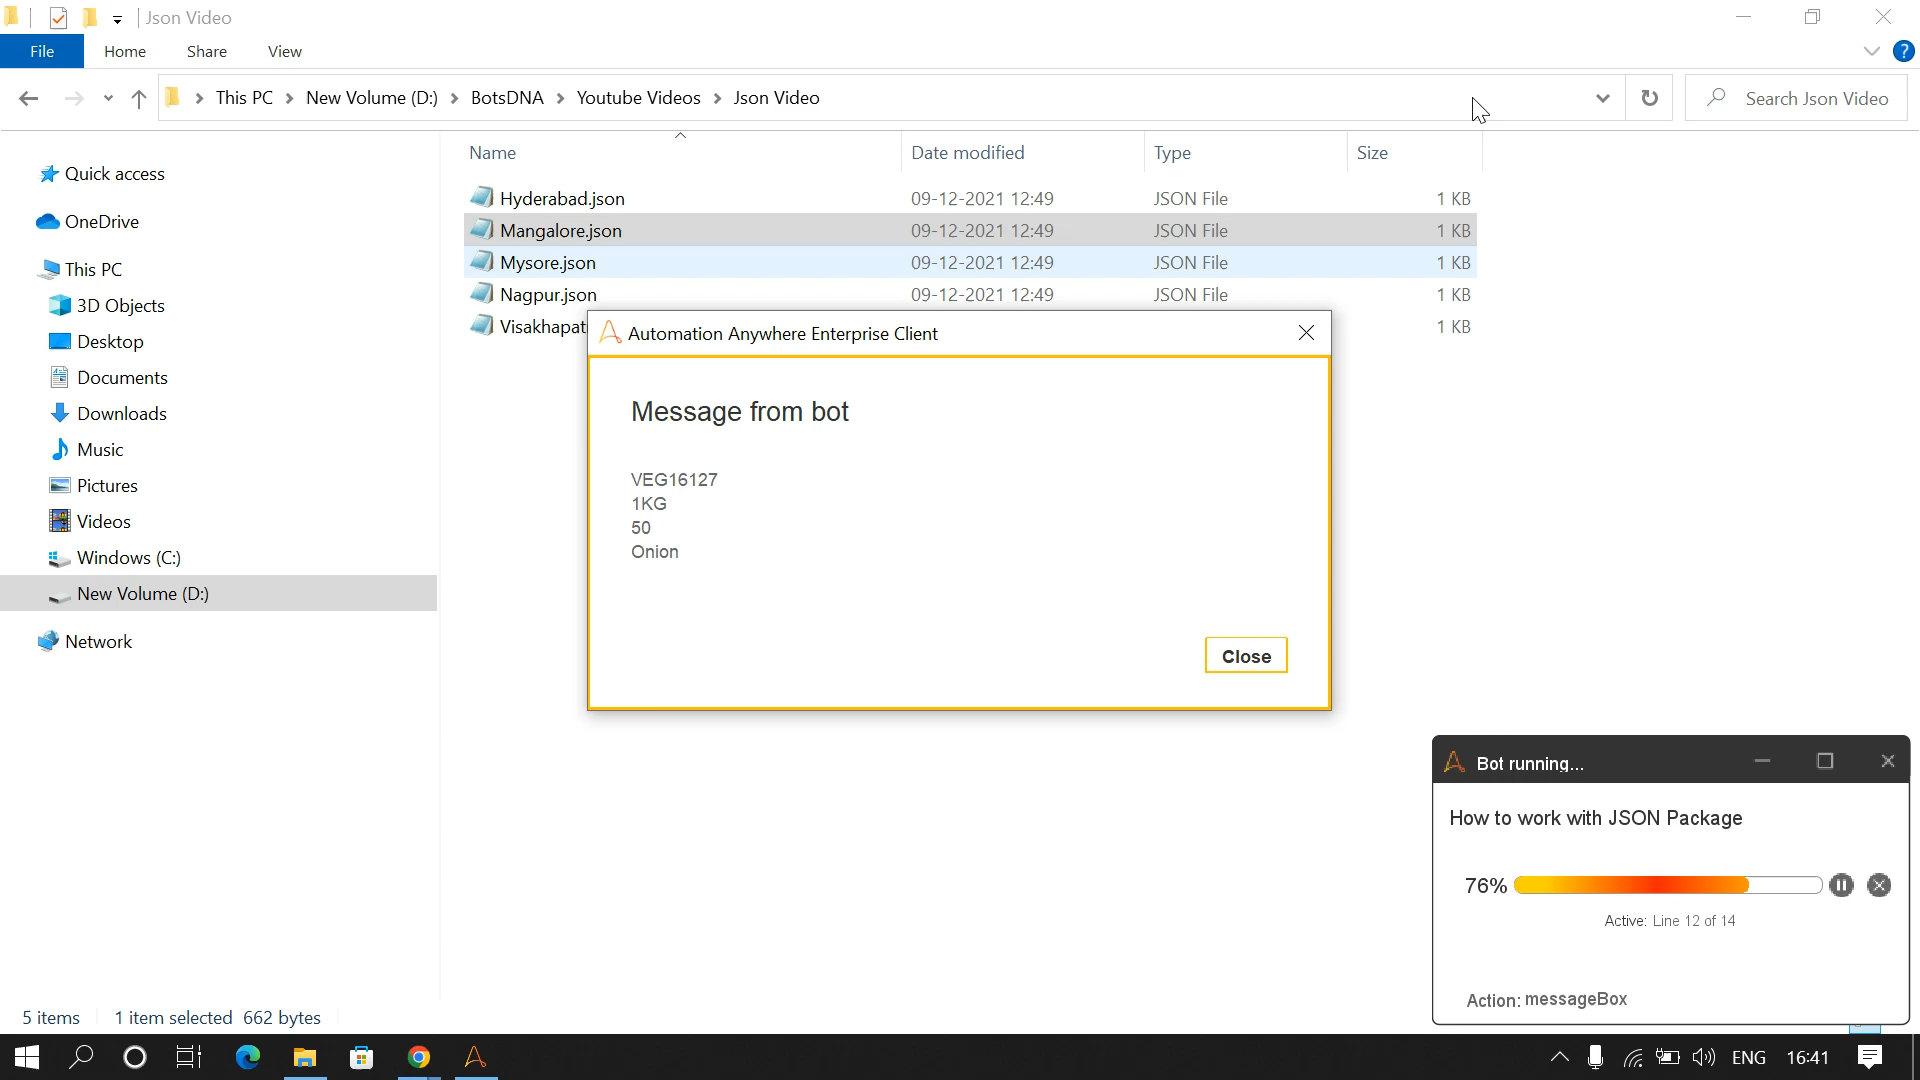 Json Video
File Home Share View
This PC New Volume (D:) BotsDNA Youtube Videos Json Video
Search Json Video
Name Date modified Type Size
Quick access
OneDrive
This PC
3D Objects
Desktop
Documents
Downloads
Music
Pictures
Videos
Windows (C:)
New Volume (D:)
Network
Hyderabad.json 09-12-2021 12:49 JSON File 1 KB
Mangalore.json 09-12-2021 12:49 JSON File 1 KB
Mysore.json 09-12-2021 12:49 JSON File 1 KB
Nagpur.json 09-12-2021 12:49 JSON File 1 KB
Visakhapat 1 KB
Automation Anywhere Enterprise Client
Message from bot
VEG16127
1KG
50
Onion
Close
Bot running...
How to work with JSON Package
76%
Active: Line 12 of 14
Action: messageBox
5 items 1 item selected 662 bytes
ENG 16:41